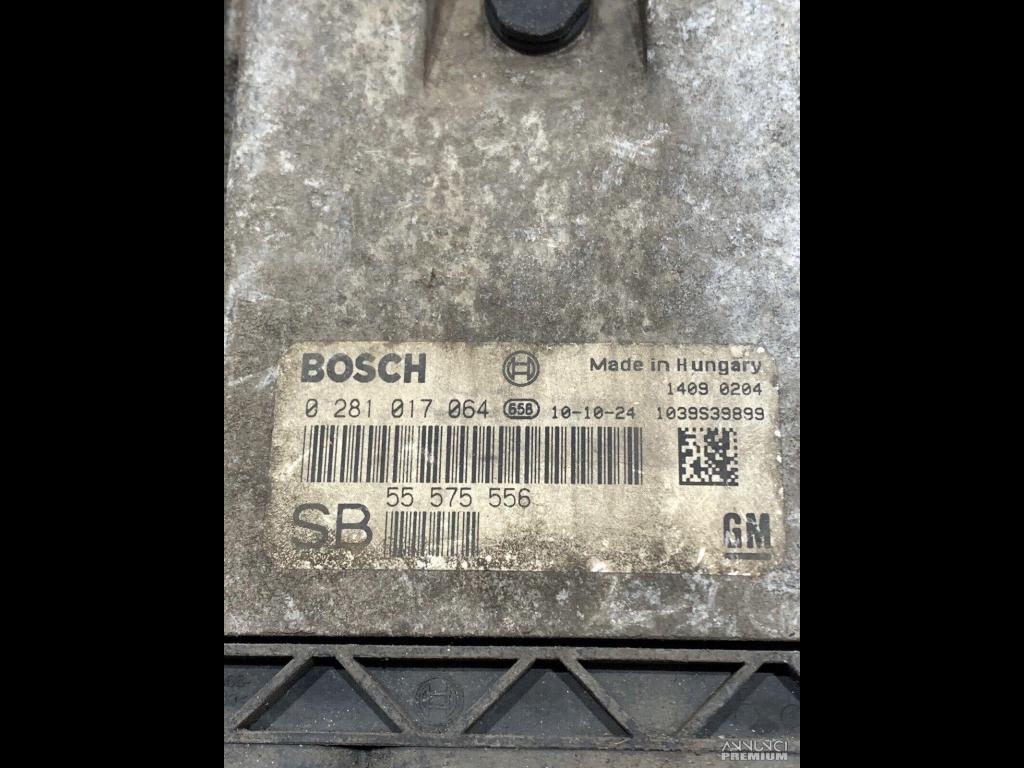 BOSCH Made in Hungary
1409 0204
0 281 017 064 658 10-10-24 1039S39899
55 575 556
SB
GM
ANNUNCI
PREMIUM